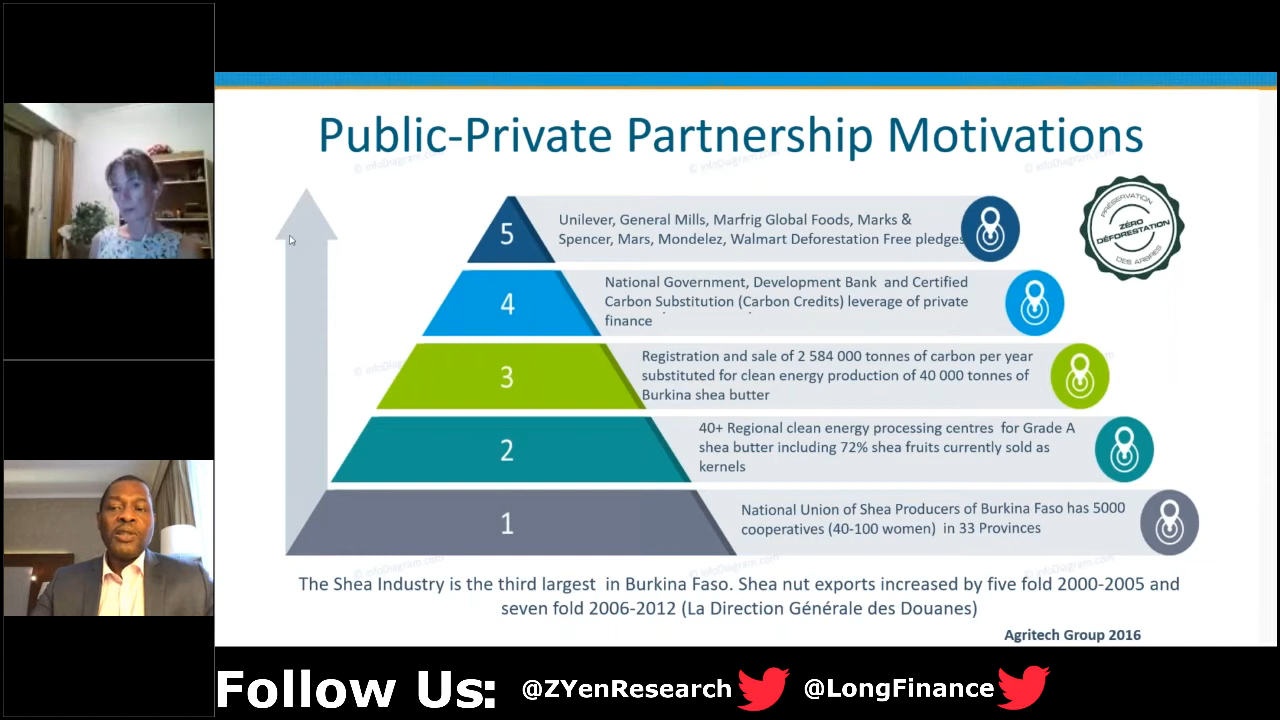 Public-Private Partnership Motivations
© infoDiagram.com
5
Unilever, General Mills, Marfrig Global Foods, Marks &
Spencer, Mars, Mondelez, Walmart Deforestation Free pledges
PRÉSERVATION
ZÉRO
DÉFORESTATION
DES ARBRES
4
National Government, Development Bank  and Certified
Carbon Substitution (Carbon Credits) leverage of private
finance
3
Registration and sale of 2 584 000 tonnes of carbon per year
substituted for clean energy production of 40 000 tonnes of
Burkina shea butter
2
40+ Regional clean energy processing centres  for Grade A
shea butter including 72% shea fruits currently sold as
kernels
1
National Union of Shea Producers of Burkina Faso has 5000
cooperatives (40-100 women)  in 33 Provinces
The Shea Industry is the third largest  in Burkina Faso. Shea nut exports increased by five fold 2000-2005 and
seven fold 2006-2012 (La Direction Générale des Douanes)
Agritech Group 2016
Follow Us: @ZYenResearch @LongFinance